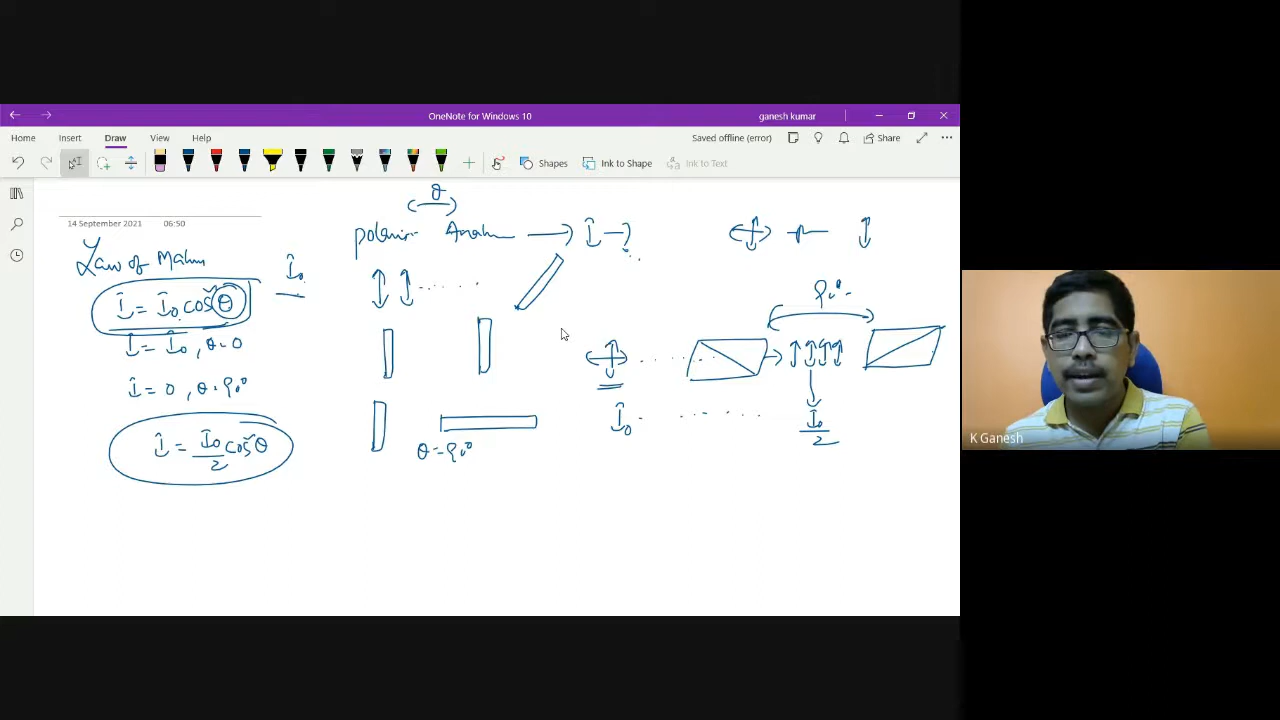 OneNote for Windows 10
ganesh kumar
Home Insert Draw View Help
Saved offline (error)
Share
Shapes
Ink to Shape
Ink to Text
14 September 2021 06:50
θ
Law of Malus
I = I₀ cos²θ
I = I₀, θ = 0
I = 0, θ = 90°
I = I₀/2 cos²θ
I₀
I → ?
θ = 90°
90°
I₀
I₀/2
K Ganesh